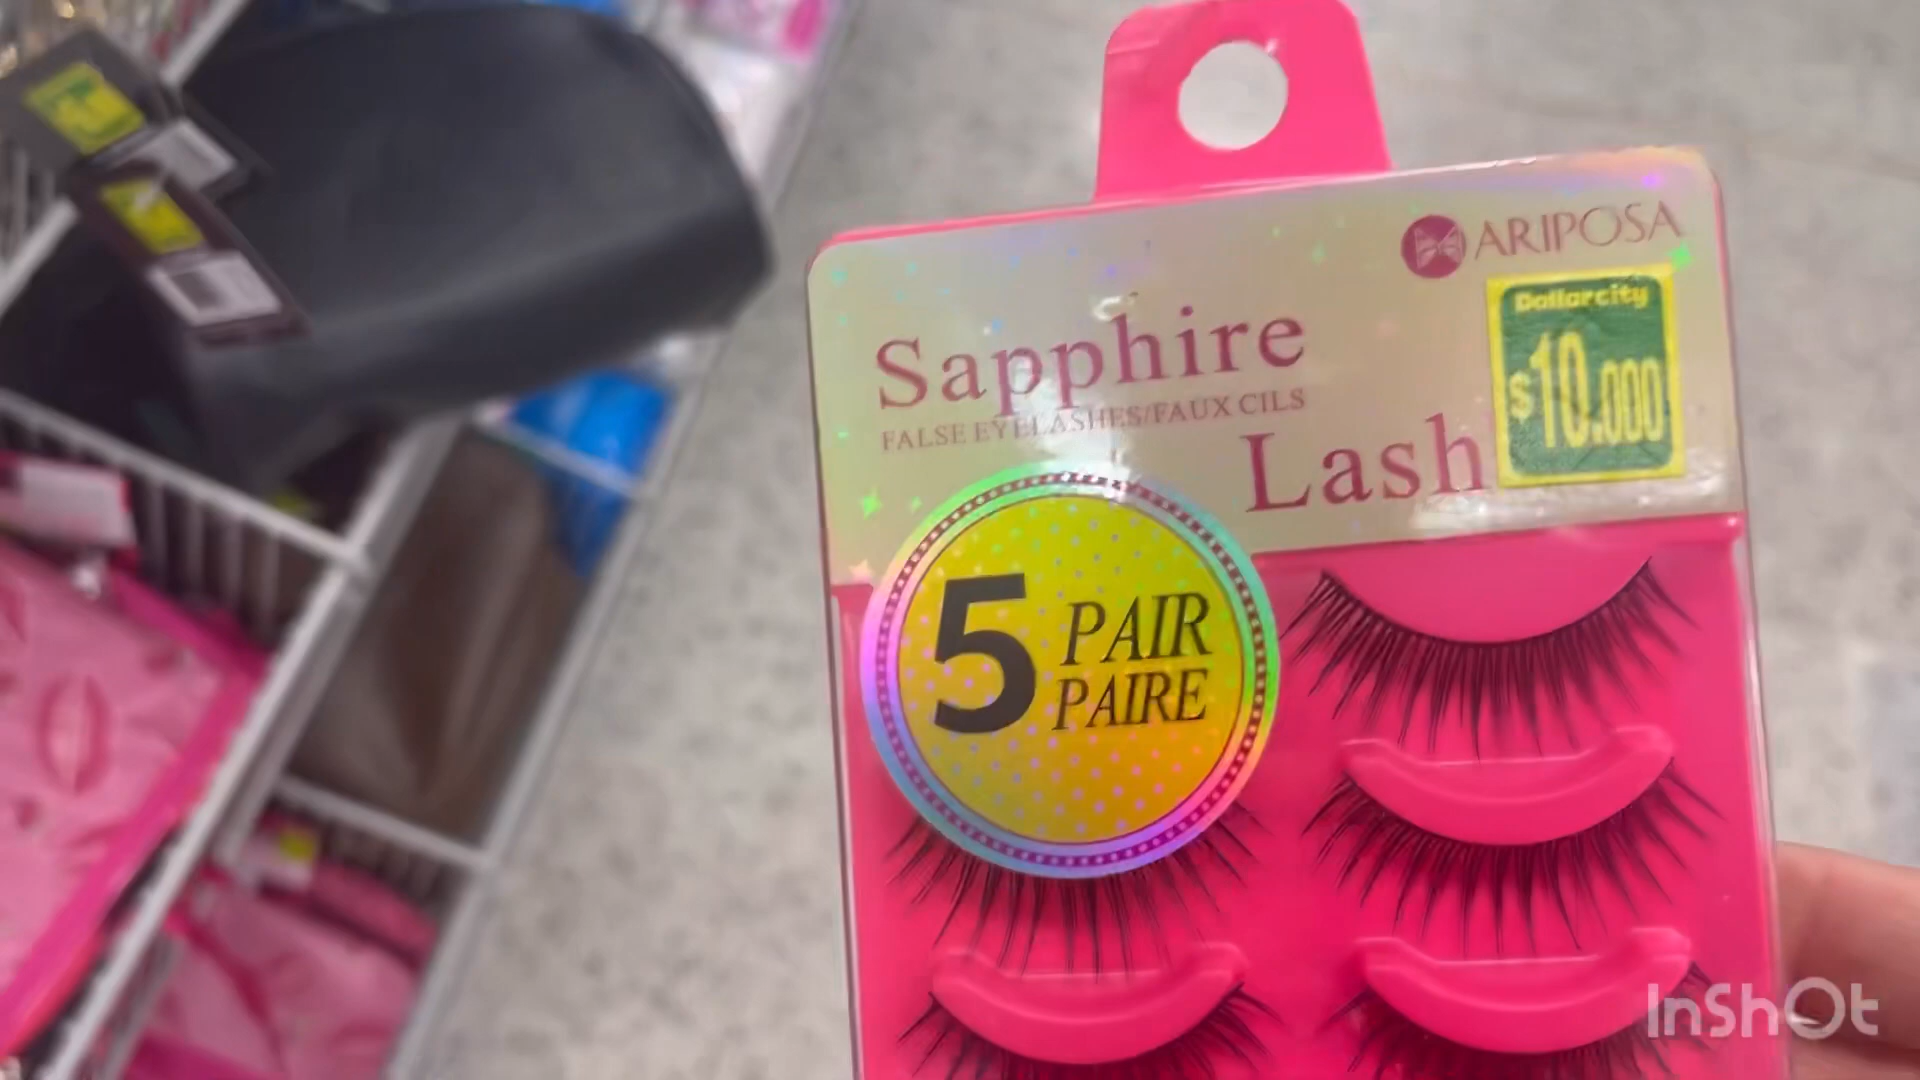 ARIPOSA
Dollarcity
$10.000
Sapphire
FALSE EYELASHES/FAUX CILS
Lash
5 PAIR
PAIRE
InShOt